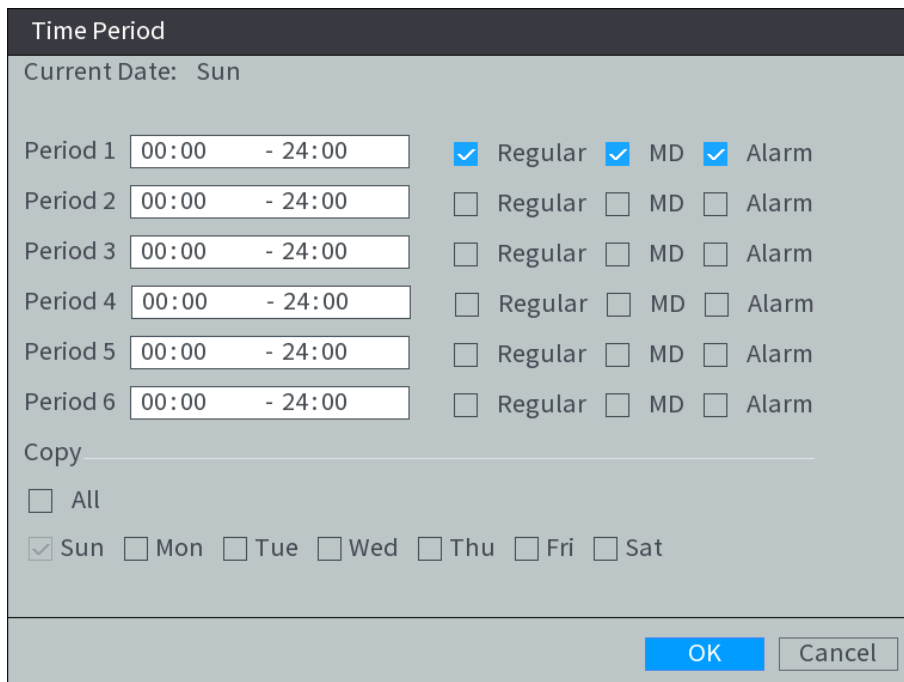 Time Period
Current Date: Sun
Period 1 00:00 - 24:00 Regular MD Alarm
Period 2 00:00 - 24:00 Regular MD Alarm
Period 3 00:00 - 24:00 Regular MD Alarm
Period 4 00:00 - 24:00 Regular MD Alarm
Period 5 00:00 - 24:00 Regular MD Alarm
Period 6 00:00 - 24:00 Regular MD Alarm
Copy
All
Sun Mon Tue Wed Thu Fri Sat
OK Cancel